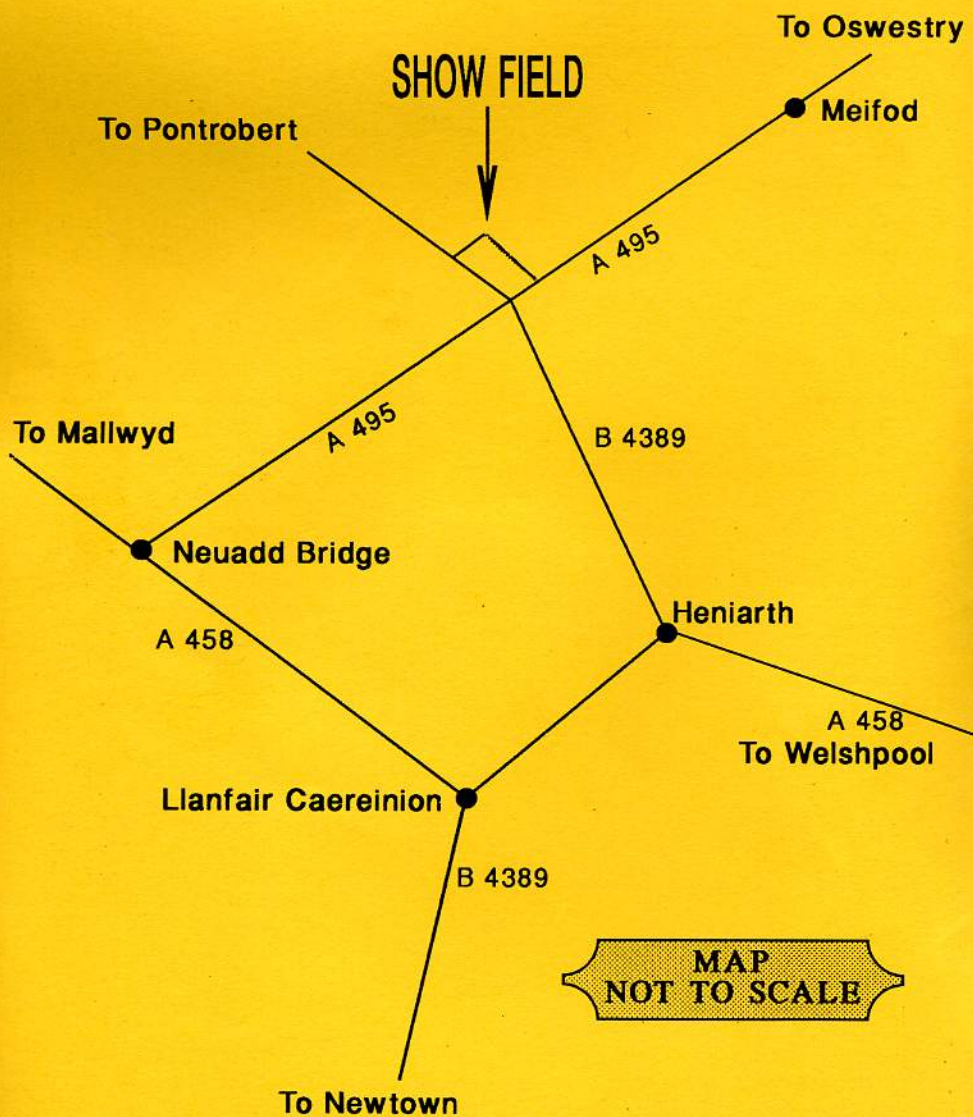 To Oswestry
SHOW FIELD
Meifod
To Pontrobert
A 495
A 495
To Mallwyd
B 4389
Neuadd Bridge
Heniarth
A 458
A 458
To Welshpool
Llanfair Caereinion
B 4389
MAP
NOT TO SCALE
To Newtown